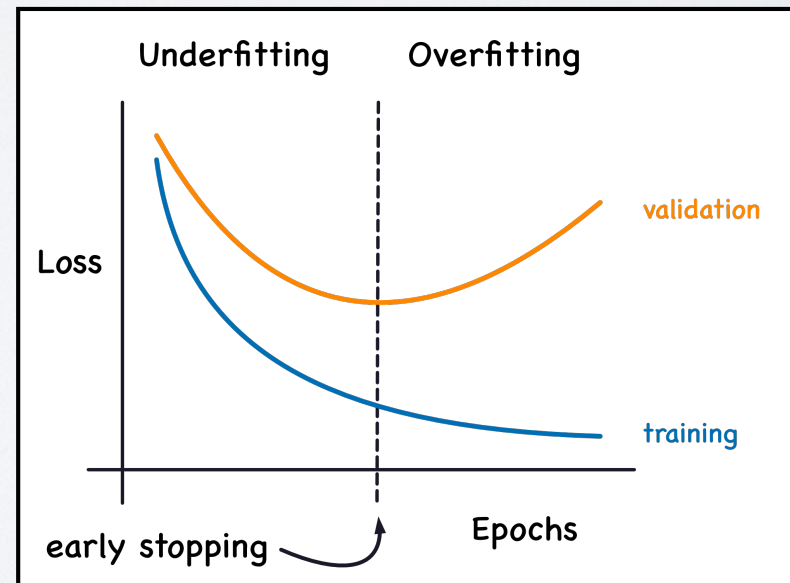 Underfitting
Overfitting
validation
Loss
training
Epochs
early stopping